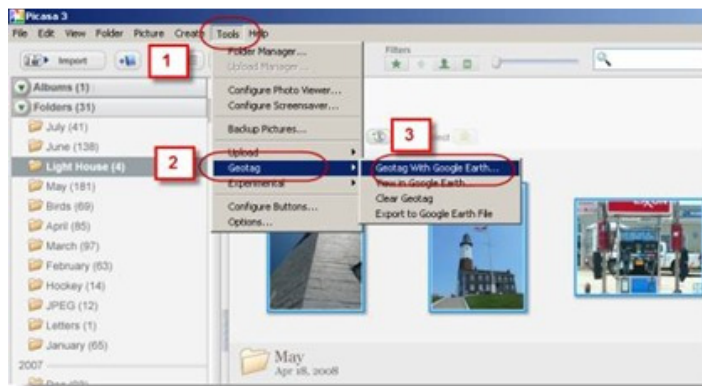 Picasa 3
File Edit View Folder Picture Create Tools Help
Import
1
Filters
Albums (1)
Folders (31)
July (41)
June (138)
Light House (4)
May (181)
Birds (69)
April (85)
March (97)
February (63)
Hockey (14)
JPEG (12)
Letters (1)
January (65)
2007
Folder Manager...
Upload Manager...
Configure Photo Viewer...
Configure Screensaver...
Backup Pictures...
Upload
2
Geotag
Experimental
Configure Buttons...
Options...
3
Geotag With Google Earth...
View in Google Earth...
Clear Geotag
Export to Google Earth File
EXXON
May
Apr 18, 2008